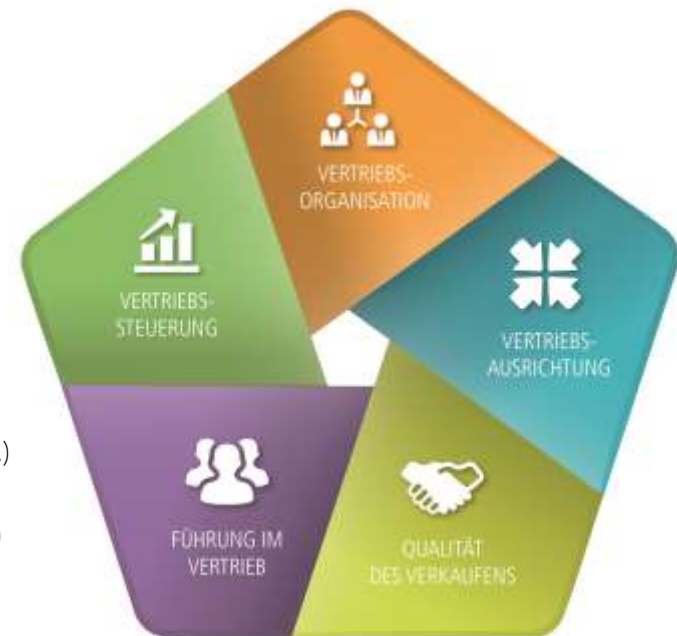 VERTRIEBS-
ORGANISATION
VERTRIEBS-
STEUERUNG
VERTRIEBS-
AUSRICHTUNG
)
FÜHRUNG IM
VERTRIEB
)
QUALITÄT
DES VERKAUFENS